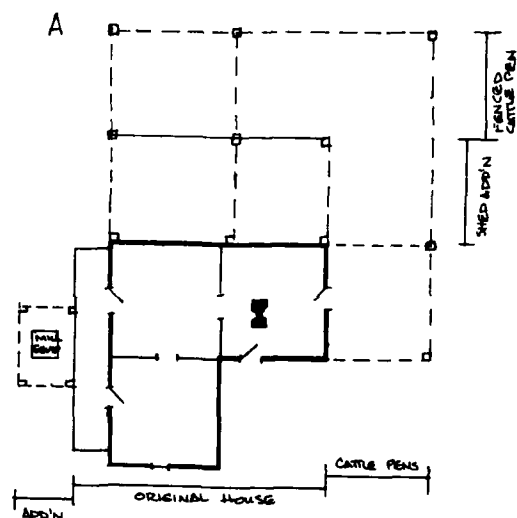 A
FENCED
CATTLE PEN
SHED ADD'N
CATTLE PENS
ORIGINAL HOUSE
ADD'N